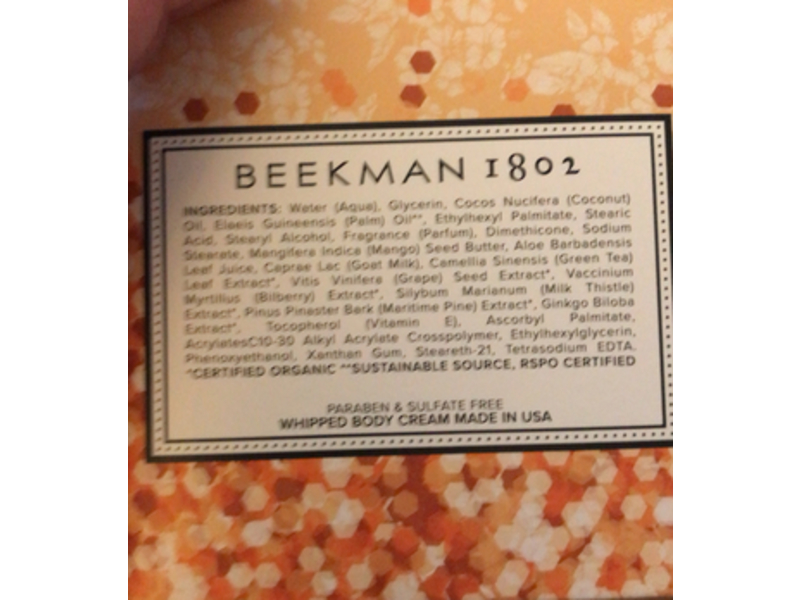 BEEKMAN 1802
INGREDIENTS: Water (Aqua), Glycerin, Cocos Nucifera (Coconut)
Oil, Elaeis Guineensis (Palm) Oil**, Ethylhexyl Palmitate, Stearic
Acid, Stearyl Alcohol, Fragrance (Parfum), Dimethicone, Sodium
Stearate, Mangifera Indica (Mango) Seed Butter, Aloe Barbadensis
Leaf Juice, Caprae Lac (Goat Milk), Camellia Sinensis (Green Tea)
Leaf Extract*, Vitis Vinifera (Grape) Seed Extract*, Vaccinium
Myrtillus (Bilberry) Extract*, Silybum Marianum (Milk Thistle)
Extract*, Pinus Pinaster Bark (Maritime Pine) Extract*, Ginkgo Biloba
Extract*, Tocopherol (Vitamin E), Ascorbyl Palmitate,
AcrylatesC10-30 Alkyl Acrylate Crosspolymer, Ethylhexylglycerin,
Phenoxyethanol, Xanthan Gum, Steareth-21, Tetrasodium EDTA.
*CERTIFIED ORGANIC **SUSTAINABLE SOURCE, RSPO CERTIFIED
PARABEN & SULFATE FREE
WHIPPED BODY CREAM MADE IN USA